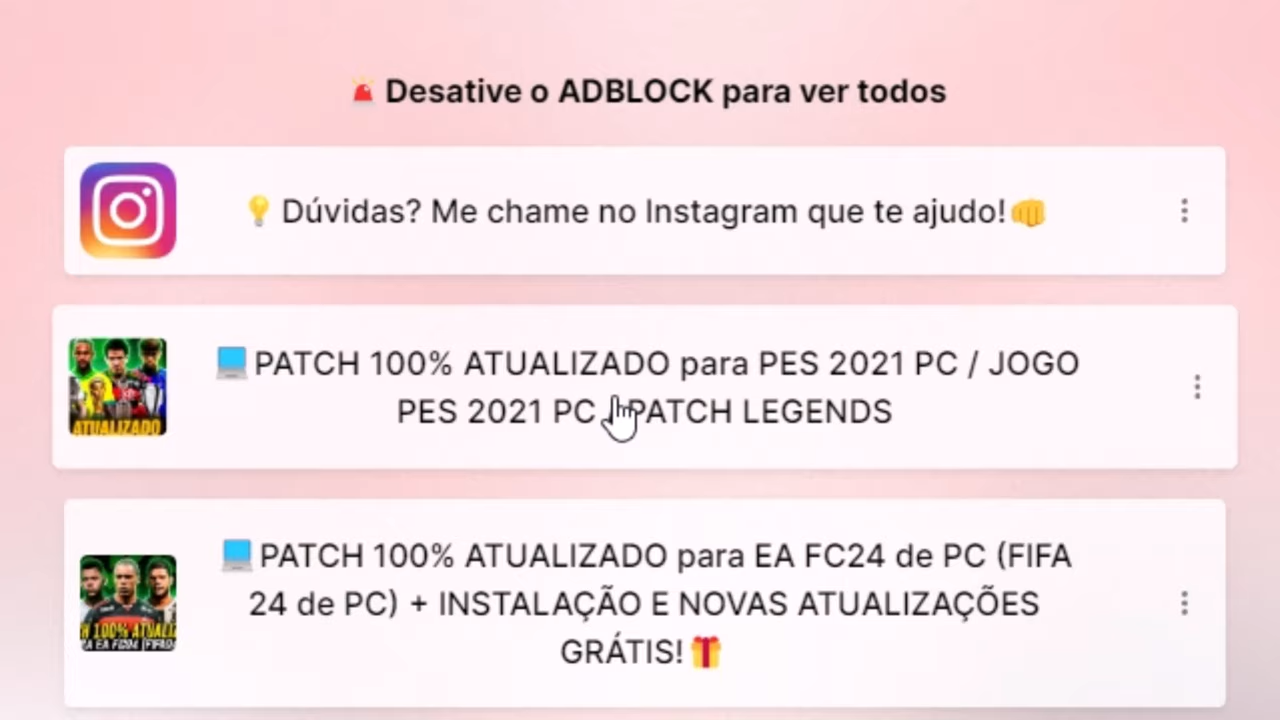 🚨 Desative o ADBLOCK para ver todos
💡 Dúvidas? Me chame no Instagram que te ajudo!👊
💻PATCH 100% ATUALIZADO para PES 2021 PC / JOGO
PES 2021 PC PATCH LEGENDS
ATUALIZADO
💻PATCH 100% ATUALIZADO para EA FC24 de PC (FIFA
24 de PC) + INSTALAÇÃO E NOVAS ATUALIZAÇÕES
GRÁTIS!🎁
H 100% ATUALI